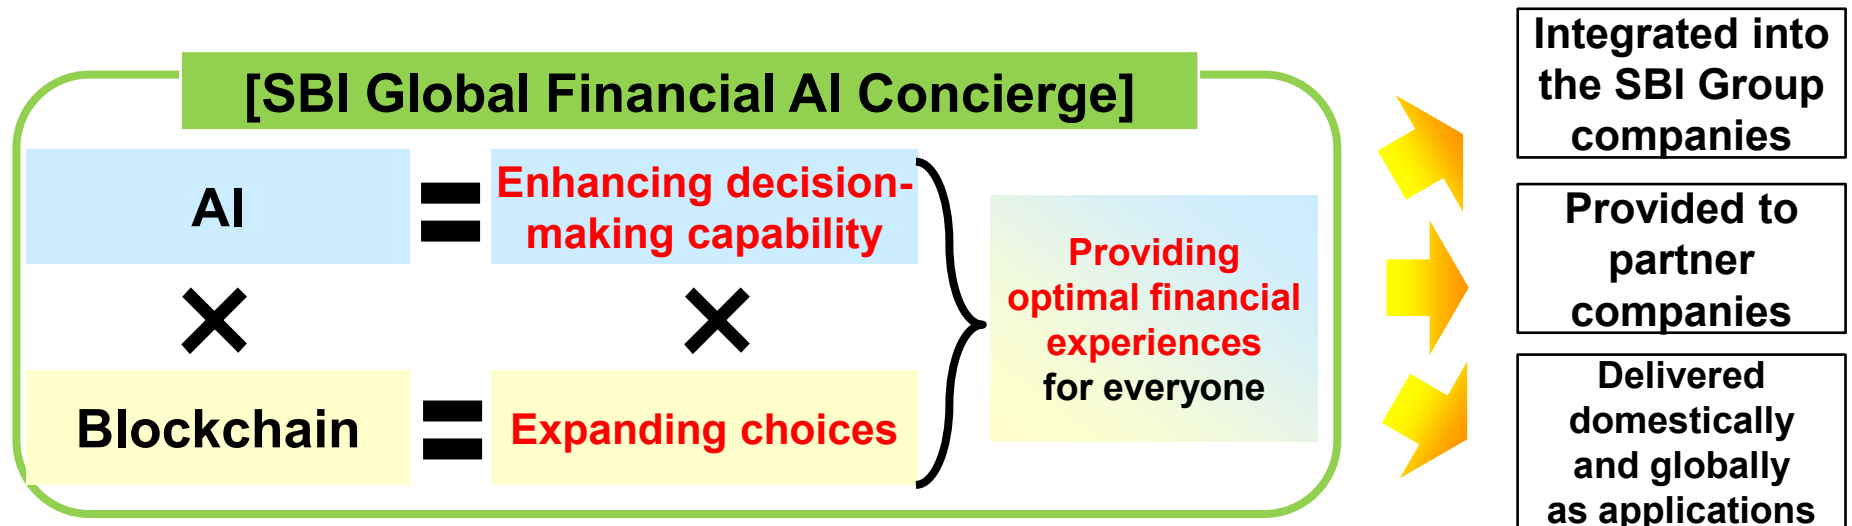 [SBI Global Financial AI Concierge]
AI
=
Enhancing decision-
making capability
×
×
Blockchain
=
Expanding choices
Providing
optimal financial
experiences
for everyone
Integrated into
the SBI Group
companies
Provided to
partner
companies
Delivered
domestically
and globally
as applications